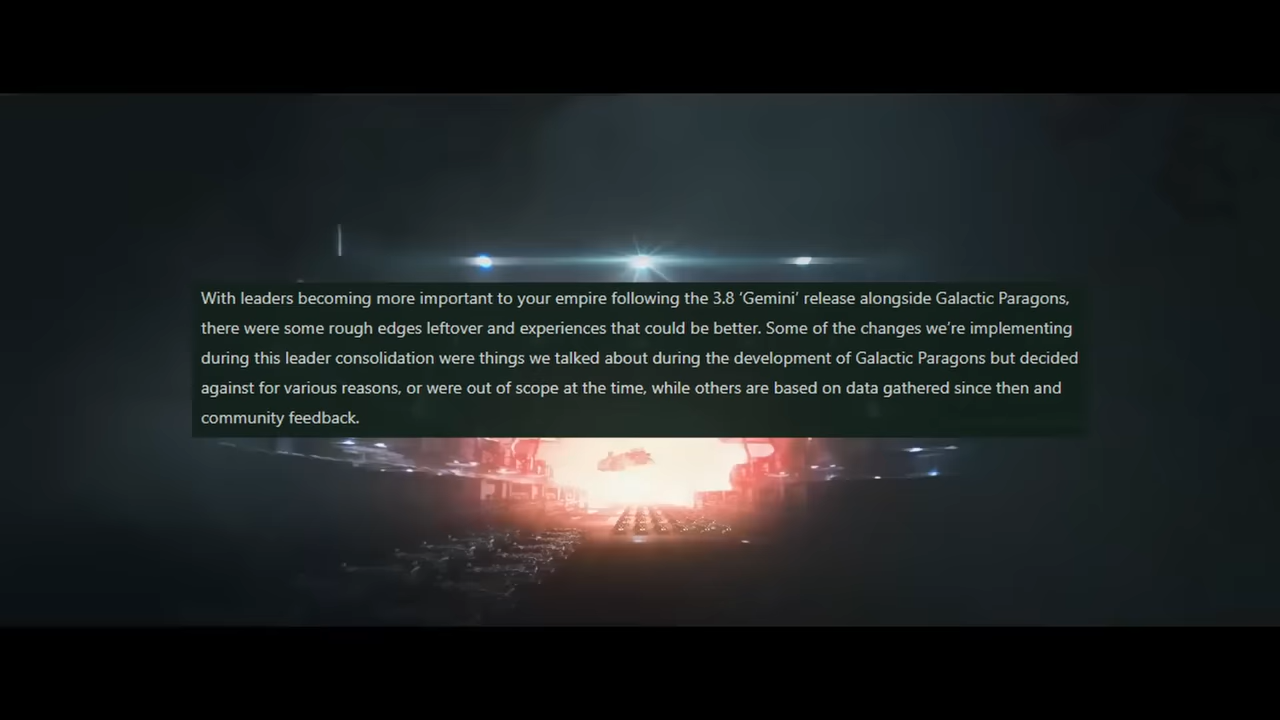 With leaders becoming more important to your empire following the 3.8 ‘Gemini’ release alongside Galactic Paragons,
there were some rough edges leftover and experiences that could be better. Some of the changes we’re implementing
during this leader consolidation were things we talked about during the development of Galactic Paragons but decided
against for various reasons, or were out of scope at the time, while others are based on data gathered since then and
community feedback.